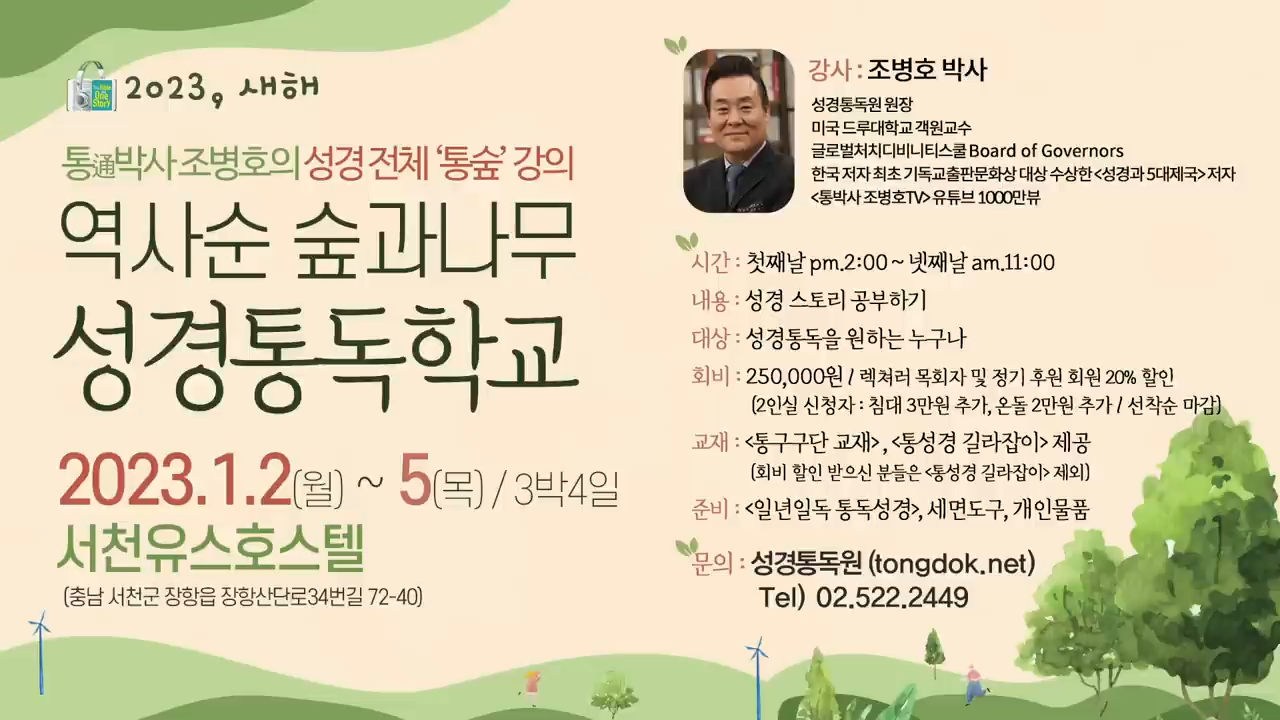 The Bible One Story
2023, 새해
통通박사 조병호의 성경 전체 '통숲' 강의
역사순 숲과나무
성경통독학교
2023.1.2(월) ~ 5(목) / 3박4일
서천유스호스텔
(충남 서천군 장항읍 장항산단로34번길 72-40)
강사 : 조병호 박사
성경통독원 원장
미국 드루대학교 객원교수
글로벌처치디비니티스쿨 Board of Governors
한국 저자 최초 기독교출판문화상 대상 수상한 <성경과 5대제국> 저자
<통박사 조병호TV> 유튜브 1000만뷰
시간 : 첫째날 pm.2:00 ~ 넷째날 am.11:00
내용 : 성경 스토리 공부하기
대상 : 성경통독을 원하는 누구나
회비 : 250,000원 / 렉쳐러 목회자 및 정기 후원 회원 20% 할인
(2인실 신청자 : 침대 3만원 추가, 온돌 2만원 추가 / 선착순 마감)
교재 : <통구구단 교재>, <통성경 길라잡이> 제공
(회비 할인 받으신 분들은 <통성경 길라잡이> 제외)
준비 : <일년일독 통독성경>, 세면도구, 개인물품
문의 : 성경통독원 (tongdok.net)
Tel) 02.522.2449